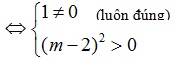 ⇔ { 1 ≠ 0 (luôn đúng)
(m − 2)² > 0